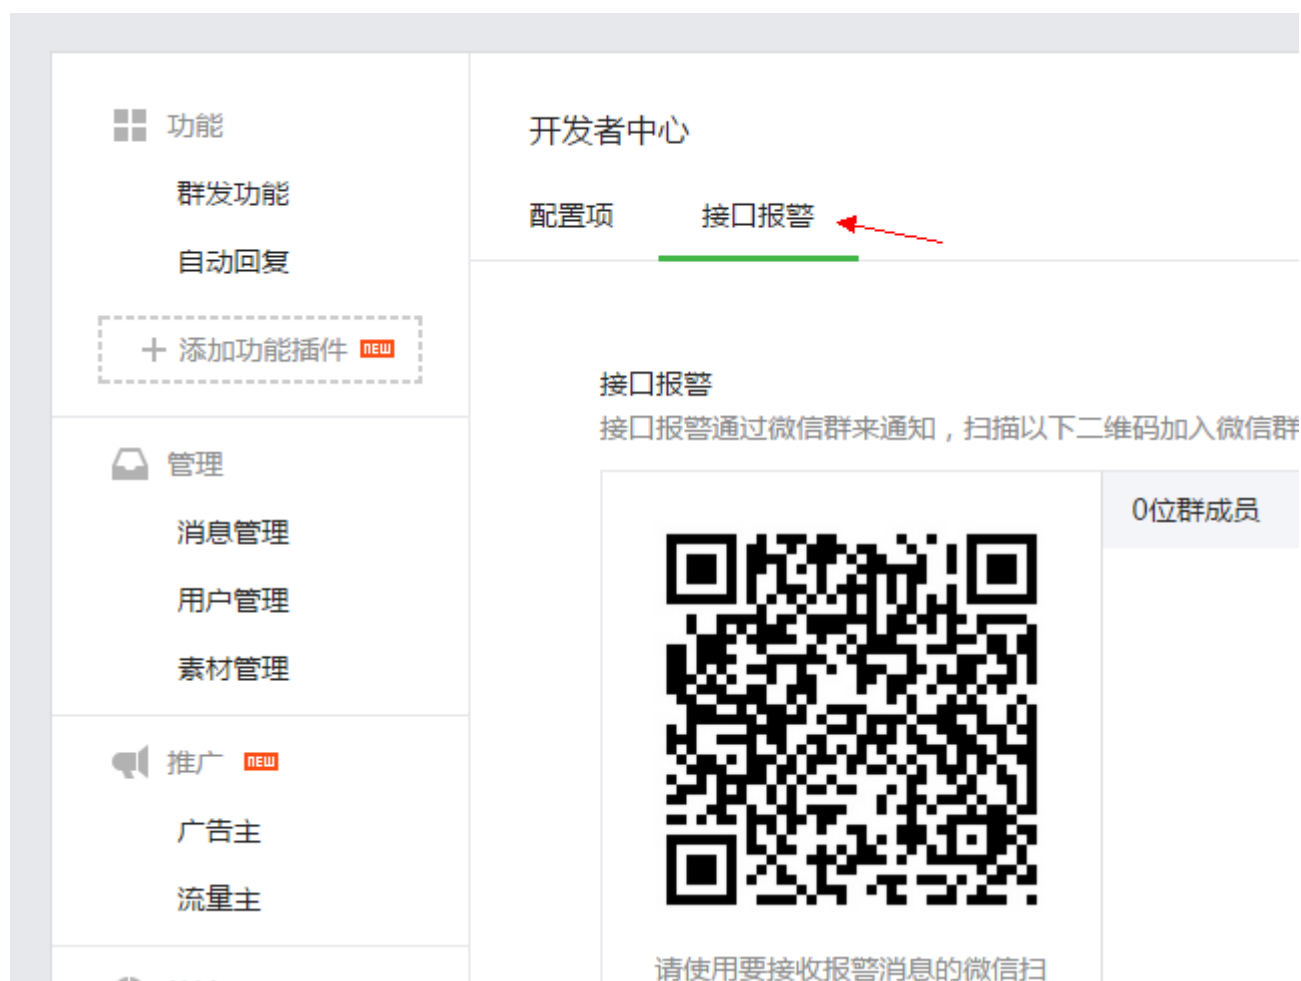 功能
群发功能
自动回复
添加功能插件 NEW
管理
消息管理
用户管理
素材管理
推广 NEW
广告主
流量主
开发者中心
配置项 接口报警
接口报警
接口报警通过微信群来通知，扫描以下二维码加入微信群
0位群成员
请使用要接收报警消息的微信扫